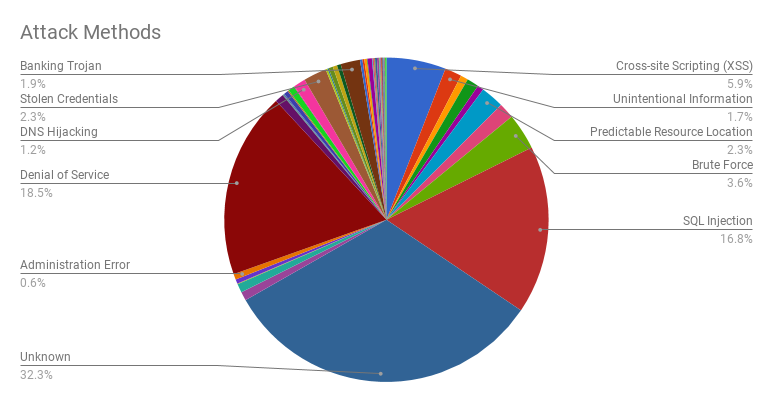 Attack Methods
Banking Trojan
1.9%
Stolen Credentials
2.3%
DNS Hijacking
1.2%
Denial of Service
18.5%
Administration Error
0.6%
Unknown
32.3%
Cross-site Scripting (XSS)
5.9%
Unintentional Information
1.7%
Predictable Resource Location
2.3%
Brute Force
3.6%
SQL Injection
16.8%